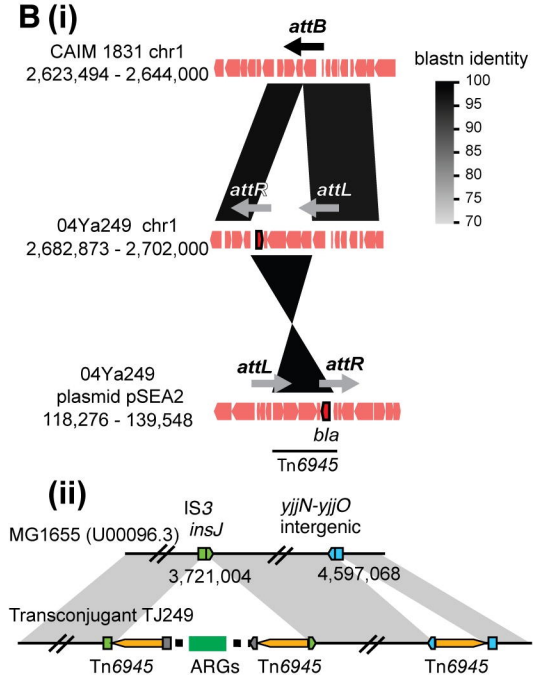 B (i)
attB
CAIM 1831 chr1
2,623,494 - 2,644,000
blastn identity
100
95
90
85
80
75
70
attR
attL
04Ya249 chr1
2,682,873 - 2,702,000
attL
attR
04Ya249
plasmid pSEA2
118,276 - 139,548
bla
Tn6945
(ii)
IS3
insJ
yjjN-yjjO
intergenic
MG1655 (U00096.3)
3,721,004
4,597,068
Transconjugant TJ249
Tn6945
ARGs
Tn6945
Tn6945